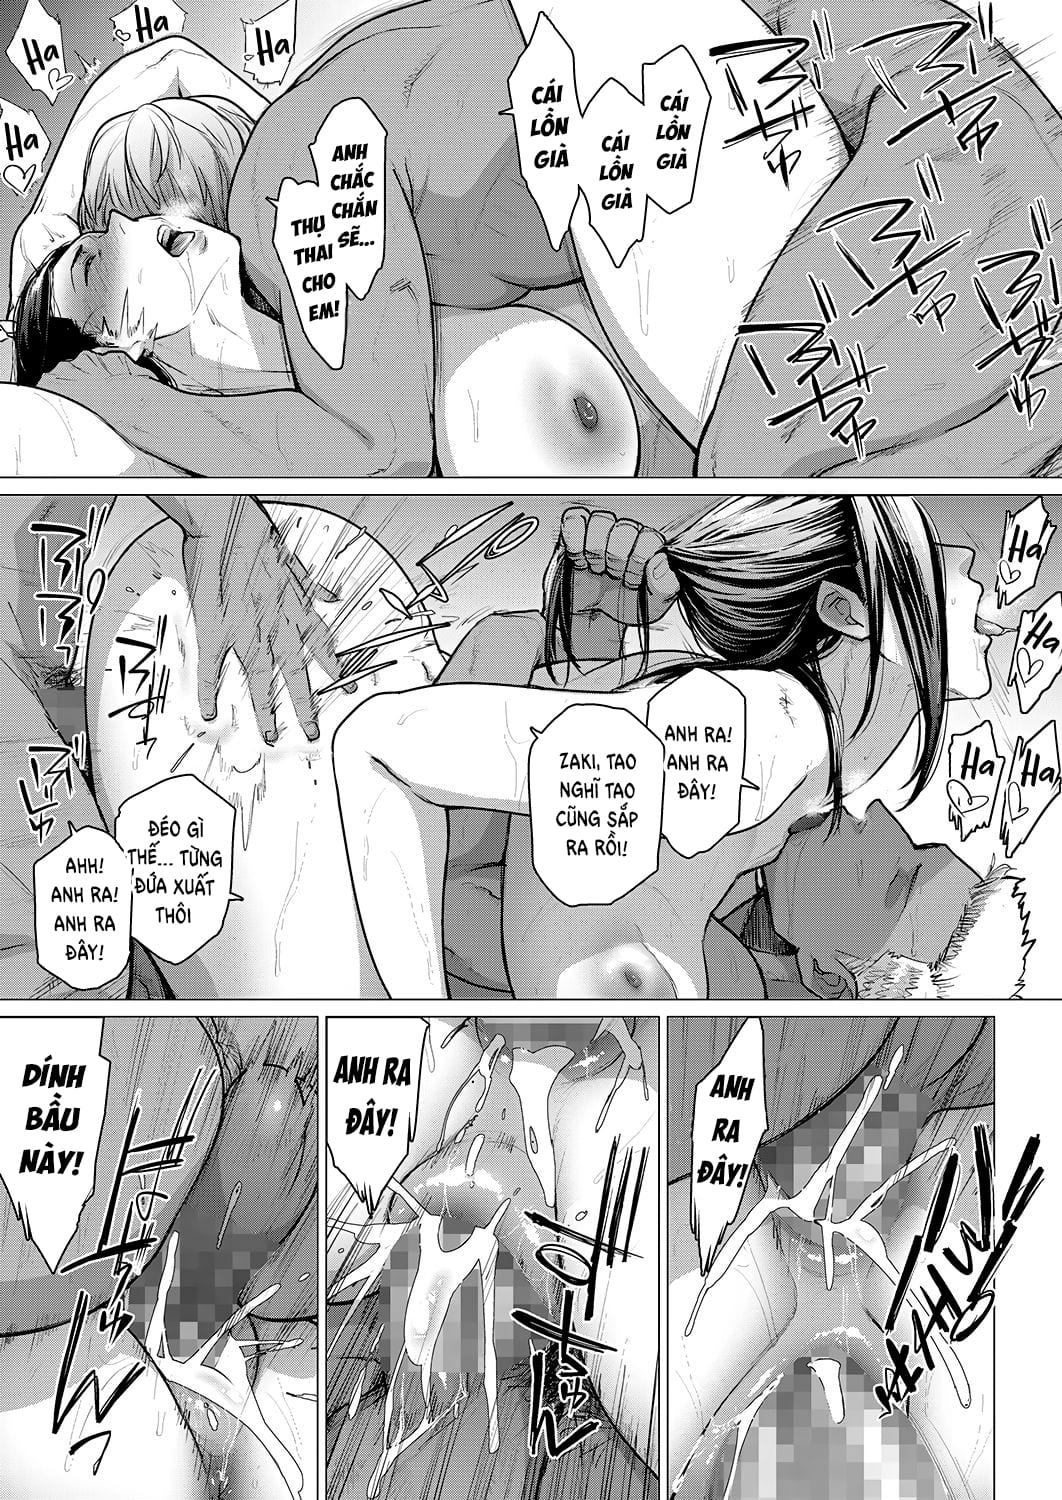 CÁI
LỒN
GIÀ
CÁI
LỒN
GIÀ
CÁI
LỒN
GIÀ
ANH
CHẮC
CHẮN
SẼ...
THỤ
THAI
CHO
EM!
Ha
Ha
Ha
Ha
Ha
Ha
Ha
Ha
Ha
ANH RA!
ANH RA
ĐÂY!
ZAKI, TAO
NGHĨ TAO
CŨNG SẮP
RA RỒI!
ĐÉO GÌ
THẾ... TỪNG
ĐỨA XUẤT
THÔI
AHH!
ANH RA!
ANH RA
ĐÂY!
ANH
RA
ĐÂY!
ANH RA
ĐÂY!
DÍNH
BẦU
NÀY!